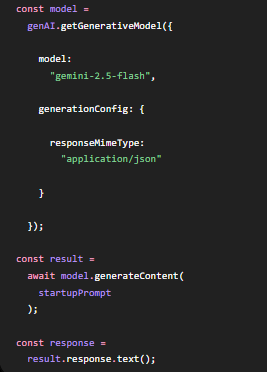 const model =
genAI.getGenerativeModel({
model:
"gemini-2.5-flash",
generationConfig: {
responseMimeType:
"application/json"
}
});
const result =
await model.generateContent(
startupPrompt
);
const response =
result.response.text();